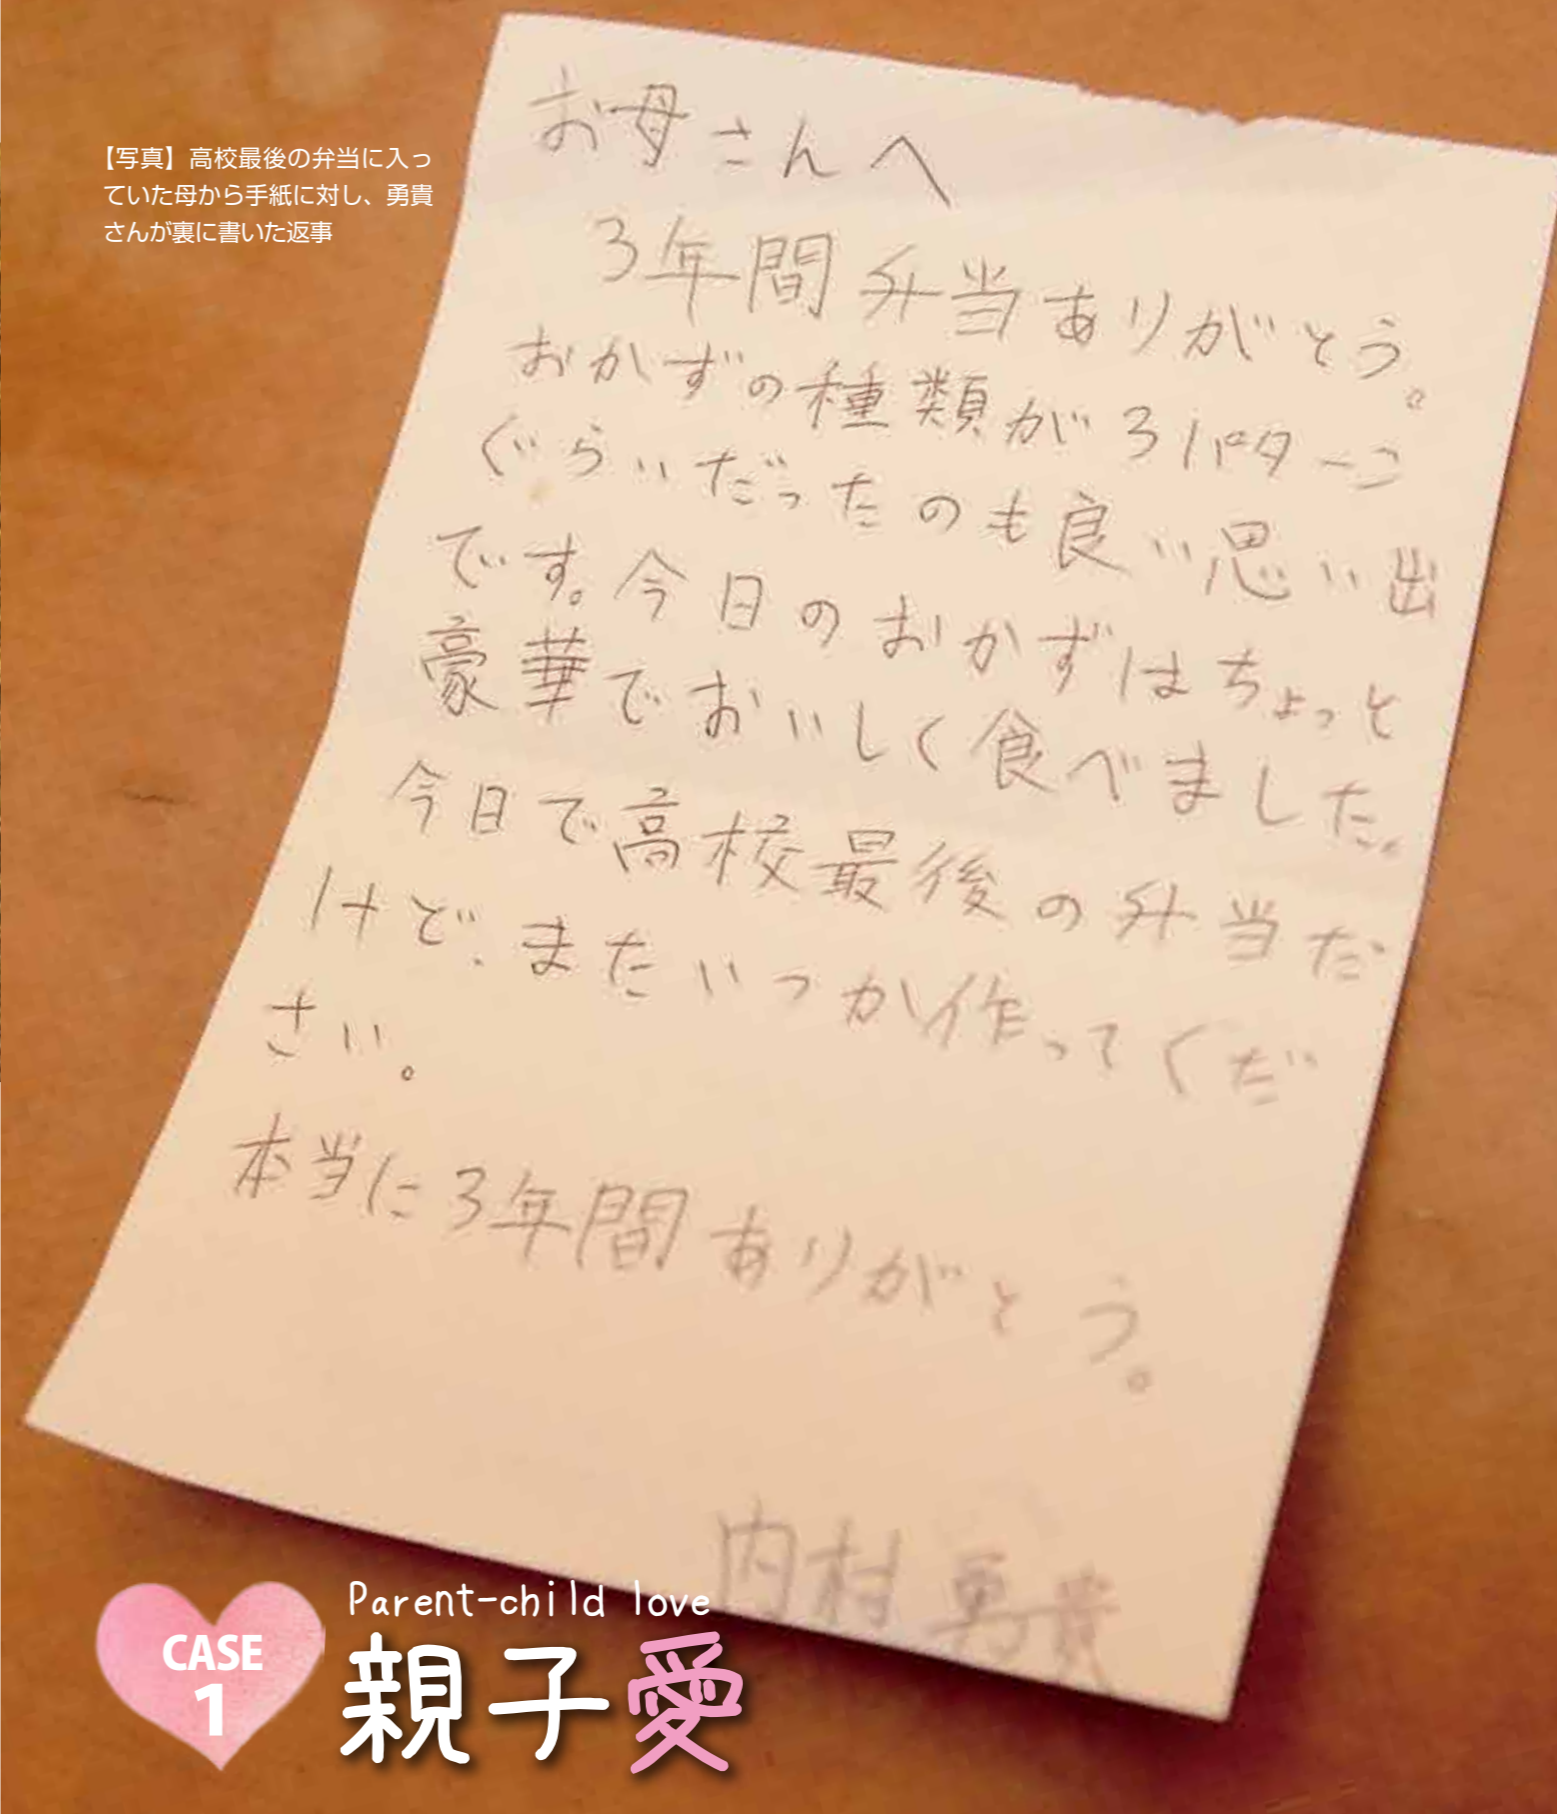 【写真】高校最後の弁当に入っ
ていた母から手紙に対し、勇貴
さんが裏に書いた返事
お母さんへ
3年間弁当ありがとう。
おかずの種類が3パターン
ぐらいだったのも良い思い出
です。今日のおかずはちょっと
豪華でおいしく食べました。
今日で高校最後の弁当だ
けど、またいつか作ってくだ
さい。
本当に3年間ありがとう。
内村勇貴
CASE
1
Parent-child love
親子愛